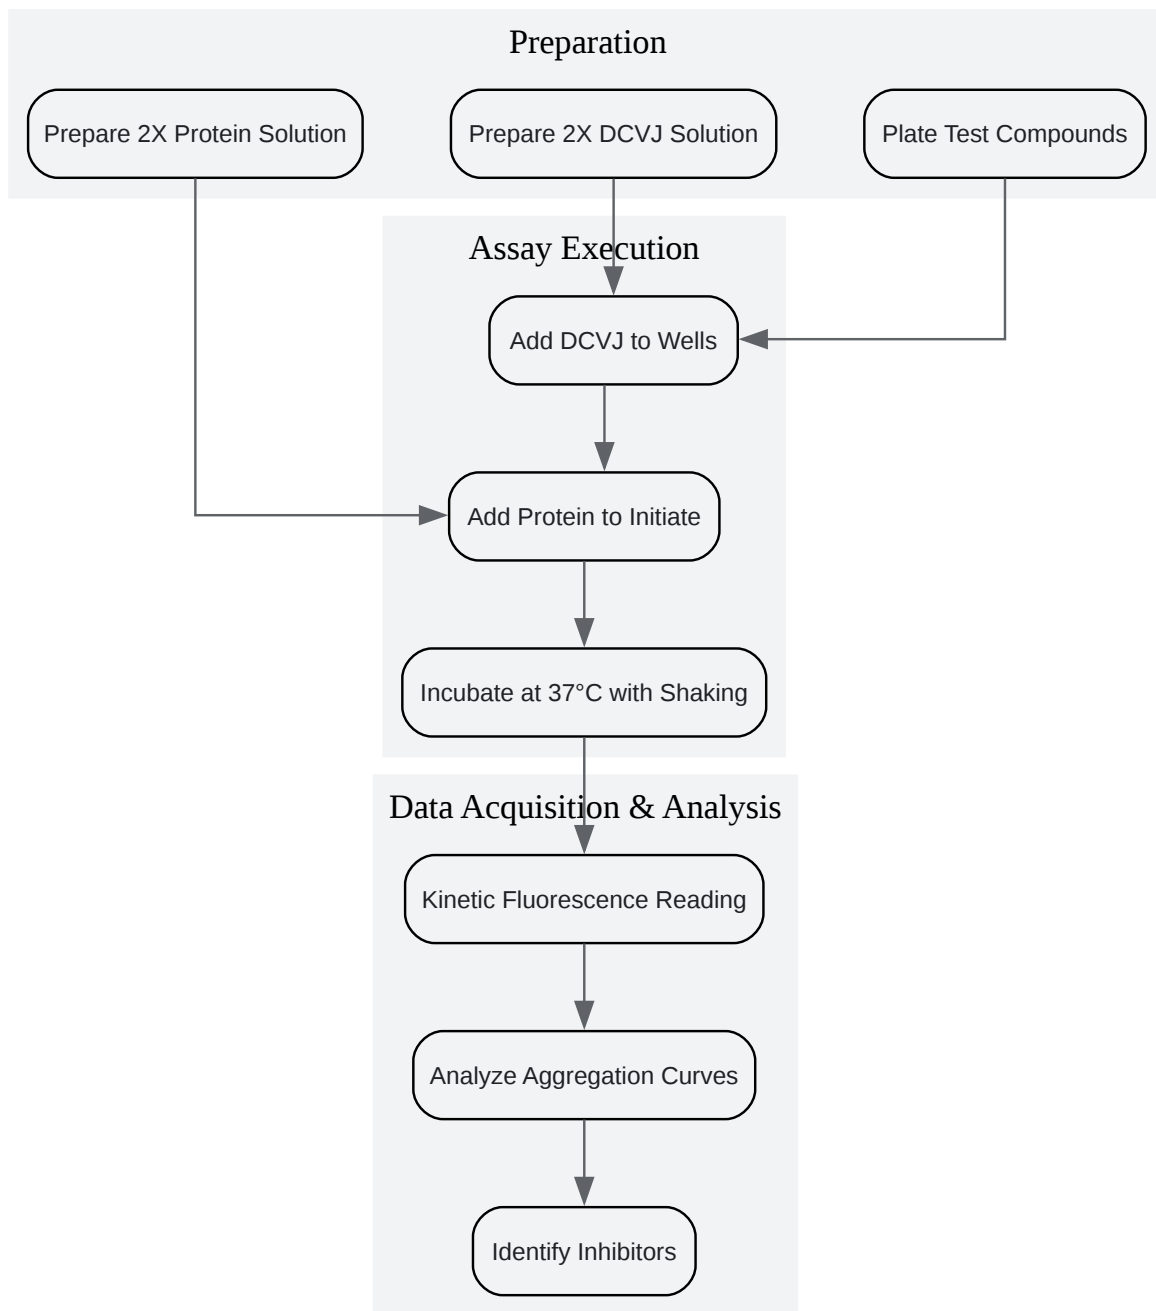 Preparation
Prepare 2X Protein Solution
Prepare 2X DCVJ Solution
Plate Test Compounds
Assay Execution
Add DCVJ to Wells
Add Protein to Initiate
Incubate at 37°C with Shaking
Data Acquisition & Analysis
Kinetic Fluorescence Reading
Analyze Aggregation Curves
Identify Inhibitors